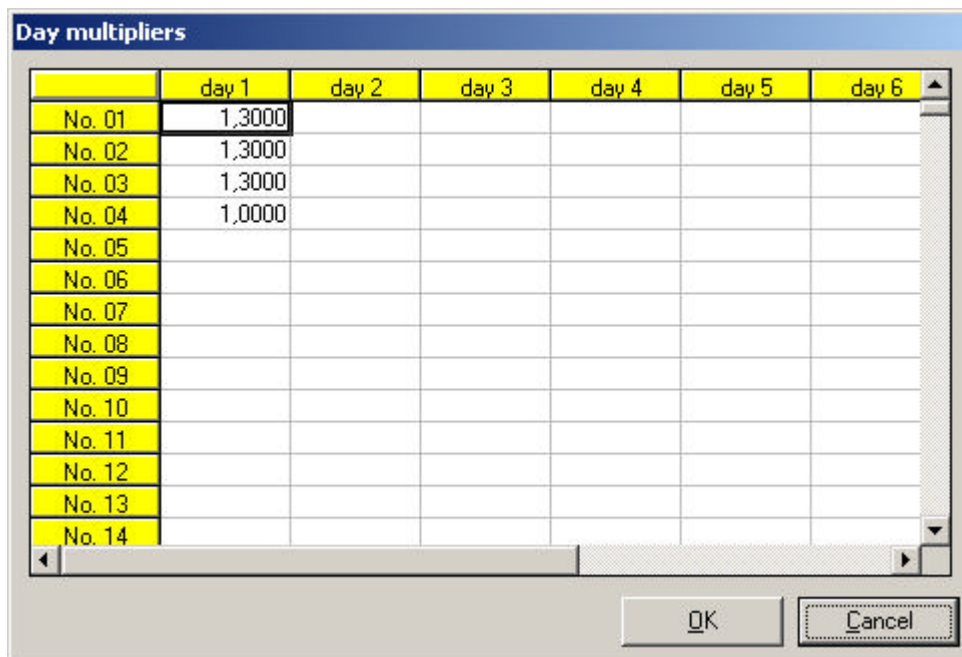 Day multipliers
day 1 day 2 day 3 day 4 day 5 day 6
No. 01 1,3000
No. 02 1,3000
No. 03 1,3000
No. 04 1,0000
No. 05
No. 06
No. 07
No. 08
No. 09
No. 10
No. 11
No. 12
No. 13
No. 14
OK Cancel